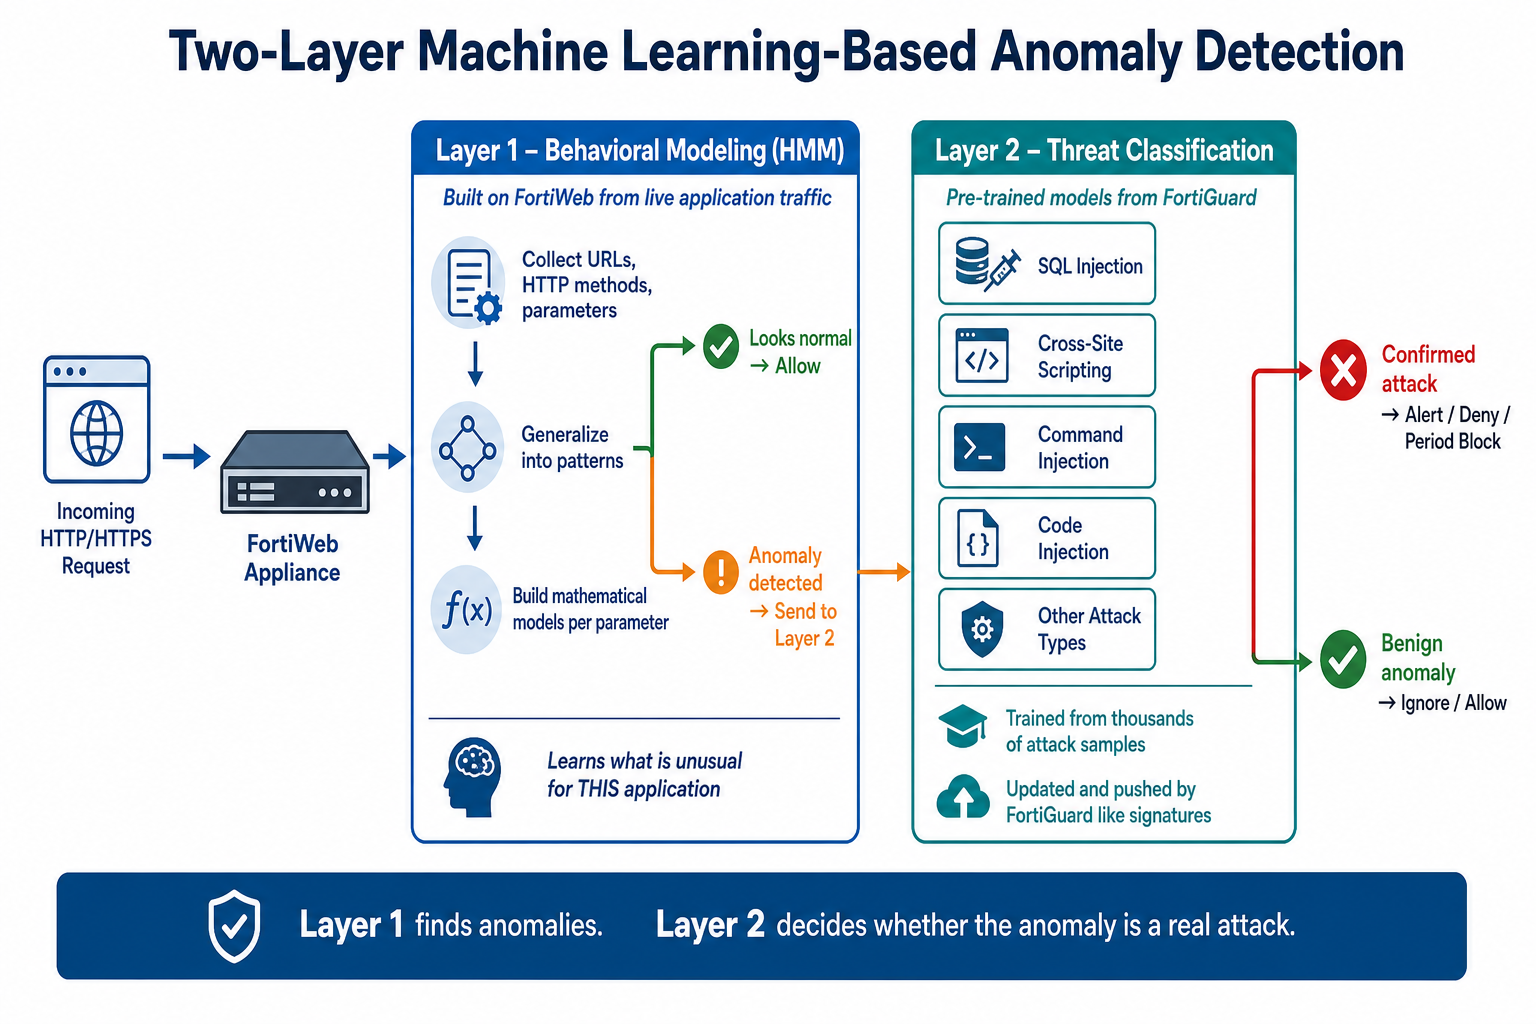 Two-Layer Machine Learning-Based Anomaly Detection
Incoming
HTTP/HTTPS
Request
FortiWeb
Appliance
Layer 1 – Behavioral Modeling (HMM)
Built on FortiWeb from live application traffic
Collect URLs,
HTTP methods,
parameters
Generalize
into patterns
f(x)
Build mathematical
models per parameter
Looks normal
→ Allow
Anomaly
detected
→ Send to
Layer 2
Learns what is unusual
for THIS application
Layer 2 – Threat Classification
Pre-trained models from FortiGuard
SQL Injection
</>
Cross-Site
Scripting
>_
Command
Injection
{}
Code
Injection
Other Attack
Types
Trained from thousands
of attack samples
Updated and pushed by
FortiGuard like signatures
Confirmed
attack
→ Alert / Deny /
Period Block
Benign
anomaly
→ Ignore / Allow
Layer 1 finds anomalies. Layer 2 decides whether the anomaly is a real attack.